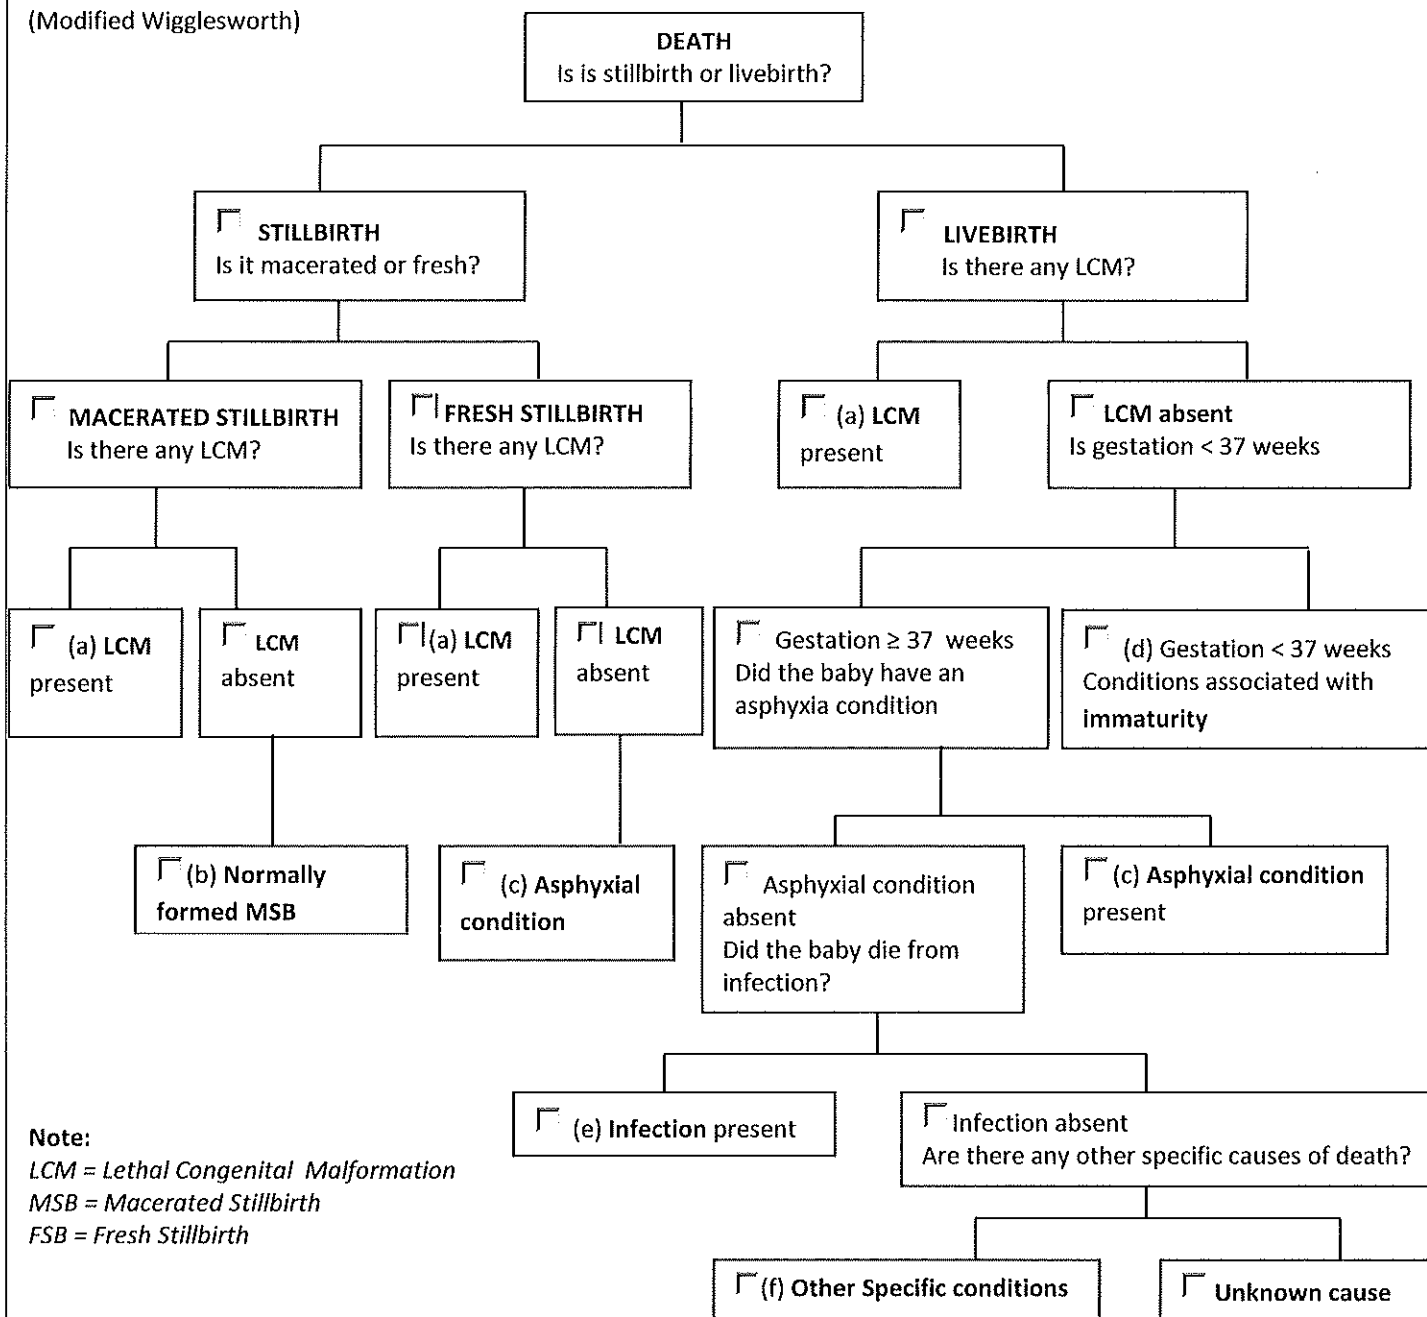 (Modified Wigglesworth)
DEATH
Is is stillbirth or livebirth?
STILLBIRTH
Is it macerated or fresh?
LIVEBIRTH
Is there any LCM?
MACERATED STILLBIRTH
Is there any LCM?
FRESH STILLBIRTH
Is there any LCM?
(a) LCM
present
LCM absent
Is gestation < 37 weeks
(a) LCM
present
LCM
absent
(a) LCM
present
LCM
absent
Gestation ≥ 37 weeks
Did the baby have an
asphyxia condition
(d) Gestation < 37 weeks
Conditions associated with
immaturity
(b) Normally
formed MSB
(c) Asphyxial
condition
Asphyxial condition
absent
Did the baby die from
infection?
(c) Asphyxial condition
present
(e) Infection present
Infection absent
Are there any other specific causes of death?
Note:
LCM = Lethal Congenital Malformation
MSB = Macerated Stillbirth
FSB = Fresh Stillbirth
(f) Other Specific conditions
Unknown cause